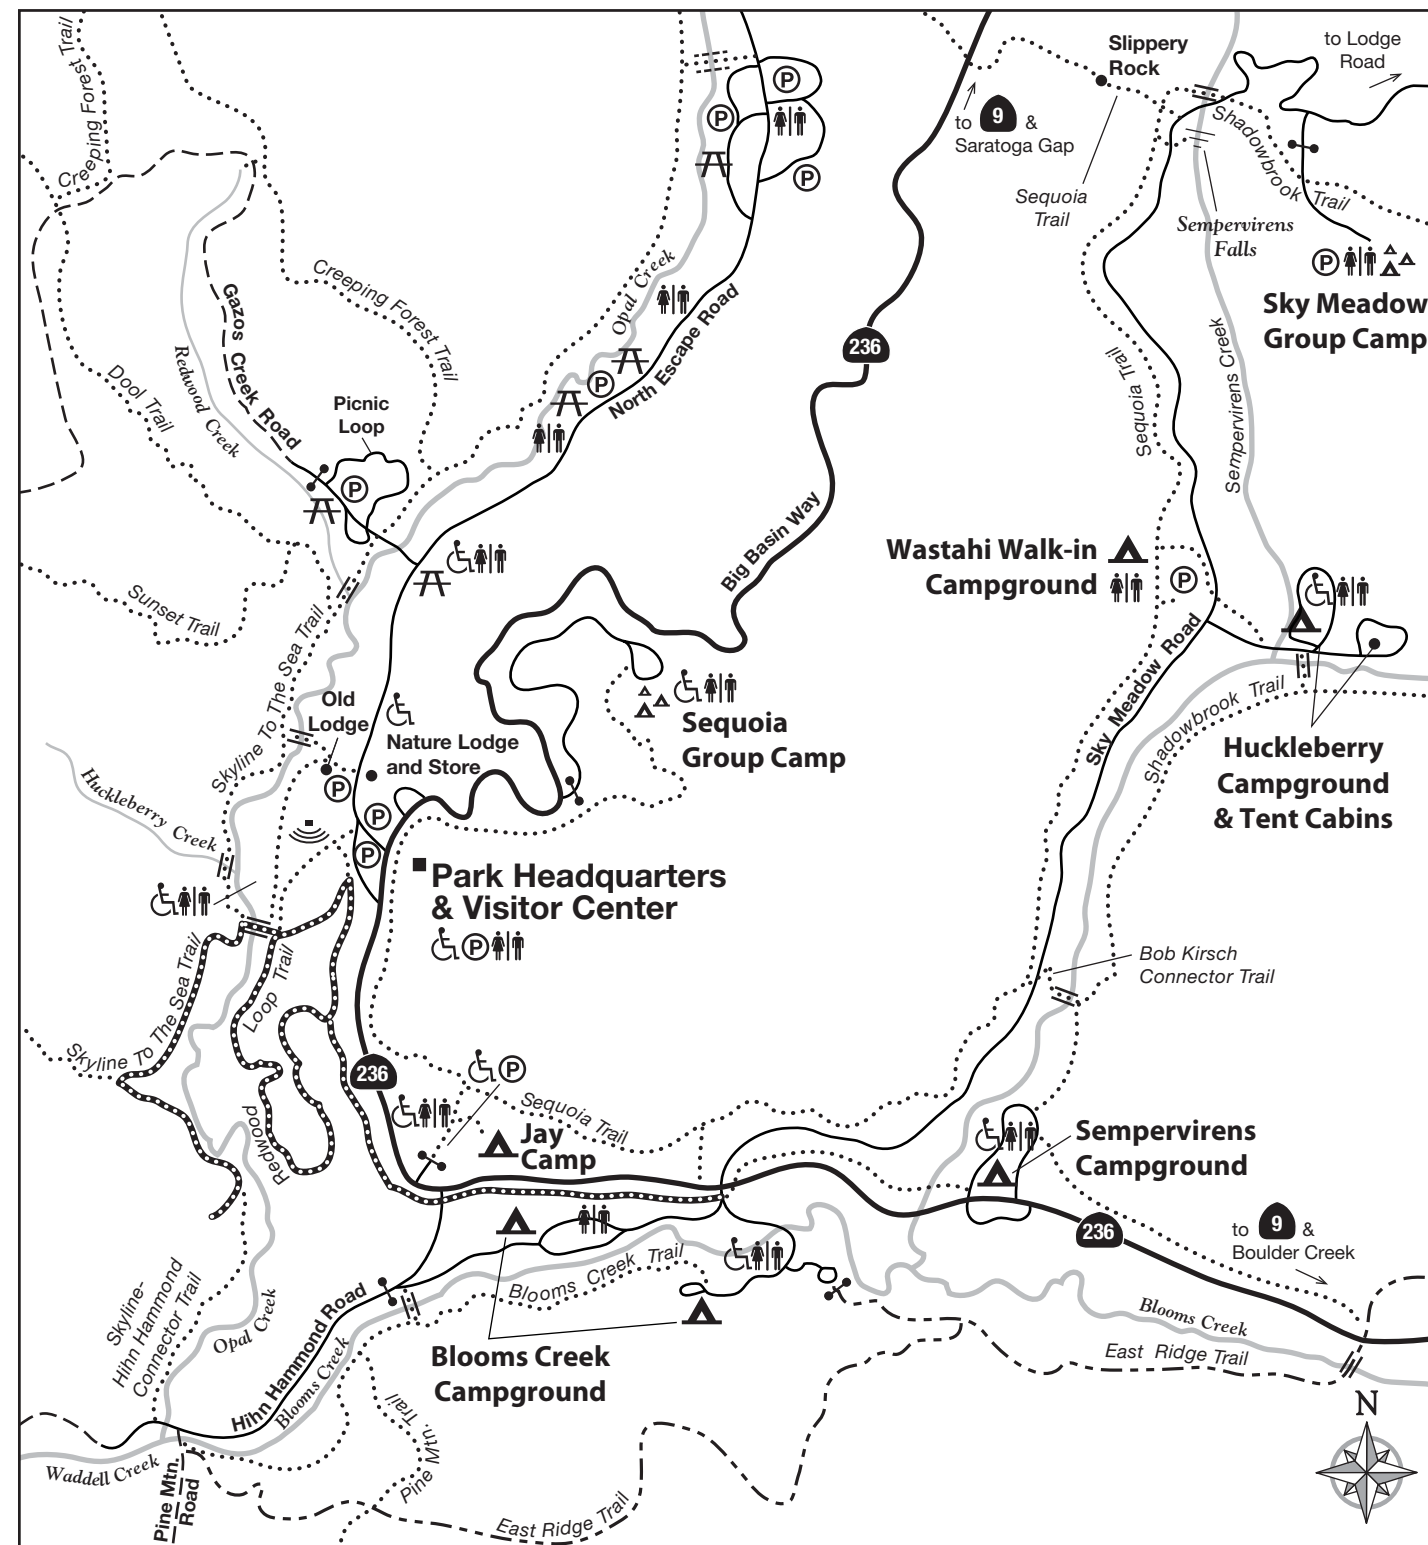 Creeping Forest Trail
Creeping Forest Trail
Gazos Creek Road
Redwood Creek
Dool Trail
Picnic
Loop
Sunset Trail
Skyline To The Sea Trail
Opal Creek
North Escape Road
P
P
P
P
P
236
Big Basin Way
to 9 &
Saratoga Gap
Slippery
Rock
Sequoia
Trail
to Lodge
Road
Shadowbrook Trail
Sempervirens
Falls
P
Sky Meadow
Group Camp
Sequoia Trail
Sempervirens Creek
Wastahi Walk-in
Campground
P
Sky Meadow Road
Shadowbrook Trail
Huckleberry
Campground
& Tent Cabins
Old
Lodge
Nature Lodge
and Store
P
P
P
Sequoia
Group Camp
Huckleberry Creek
Park Headquarters
& Visitor Center
P
Skyline To The Sea Trail
Loop Trail
Redwood
Bob Kirsch
Connector Trail
236
P
Sequoia Trail
Jay
Camp
Sempervirens
Campground
236
to 9 &
Boulder Creek
Skyline-
Hihn Hammond
Connector Trail
Opal Creek
Hihn Hammond Road
Blooms Creek
Blooms Creek Trail
Blooms Creek
Campground
Blooms Creek
East Ridge Trail
Pine Mtn. Trail
Waddell Creek
Pine Mtn.
Road
East Ridge Trail
N